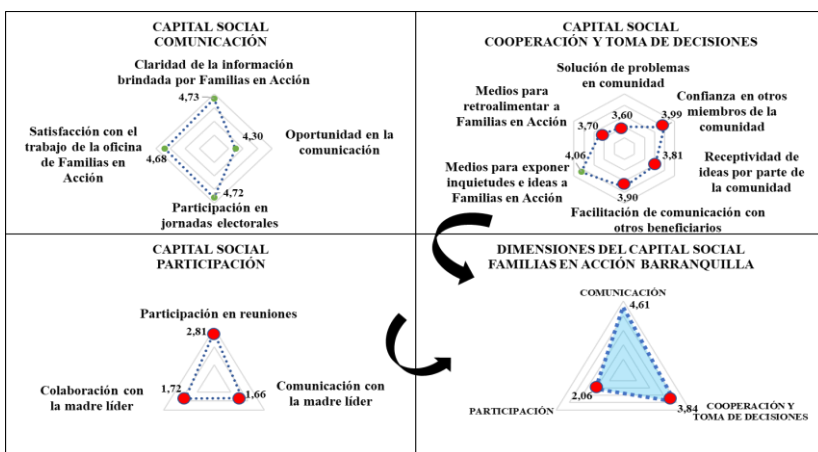 CAPITAL SOCIAL
COMUNICACIÓN
Claridad de la información
brindada por Familias en Acción
4,73
4,30
Oportunidad en la
comunicación
Satisfacción con el
trabajo de la oficina
de Familias en
Acción
4,68
4,72
Participación en
jornadas electorales
CAPITAL SOCIAL
COOPERACIÓN Y TOMA DE DECISIONES
Solución de problemas
en comunidad
3,60
Medios para
retroalimentar a
Familias en Acción
3,70
Confianza en otros
miembros de la
comunidad
3,99
Medios para exponer
inquietudes e ideas a
Familias en Acción
4,06
3,81
Receptividad de
ideas por parte de
la comunidad
3,90
Facilitación de comunicación con
otros beneficiarios
CAPITAL SOCIAL
PARTICIPACIÓN
Participación en reuniones
2,81
Colaboración con
la madre líder
1,72
1,66
Comunicación con
la madre líder
DIMENSIONES DEL CAPITAL SOCIAL
FAMILIAS EN ACCIÓN BARRANQUILLA
COMUNICACIÓN
4,61
2,06
PARTICIPACIÓN
3,84
COOPERACIÓN Y
TOMA DE DECISIONES